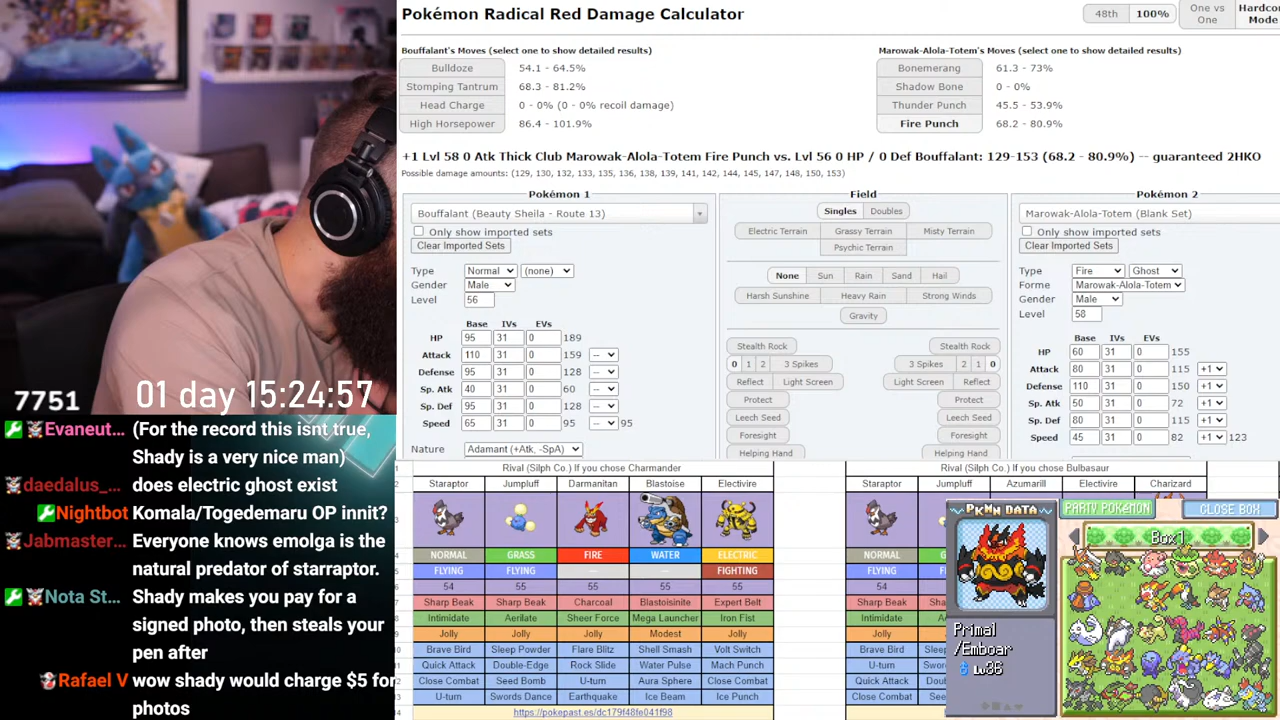 Pokémon Radical Red Damage Calculator
48th 100%
One vs One
Hardco
Mode
Bouffalant's Moves (select one to show detailed results)
Bulldoze 54.1 - 64.5%
Stomping Tantrum 68.3 - 81.2%
Head Charge 0 - 0% (0 - 0% recoil damage)
High Horsepower 86.4 - 101.9%
Marowak-Alola-Totem's Moves (select one to show detailed results)
Bonemerang 61.3 - 73%
Shadow Bone 0 - 0%
Thunder Punch 45.5 - 53.9%
Fire Punch 68.2 - 80.9%
+1 Lvl 58 0 Atk Thick Club Marowak-Alola-Totem Fire Punch vs. Lvl 56 0 HP / 0 Def Bouffalant: 129-153 (68.2 - 80.9%) -- guaranteed 2HKO
Possible damage amounts: (129, 130, 132, 133, 135, 136, 138, 139, 141, 142, 144, 145, 147, 148, 150, 153)
Pokémon 1
Bouffalant (Beauty Sheila - Route 13)
Only show imported sets
Clear Imported Sets
Type Normal (none)
Gender Male
Level 56
Base IVs EVs
HP 95 31 0 189
Attack 110 31 0 159 --
Defense 95 31 0 128 --
Sp. Atk 40 31 0 60 --
Sp. Def 95 31 0 128 --
Speed 65 31 0 95 -- 95
Nature Adamant (+Atk, -SpA)
Field
Singles Doubles
Electric Terrain Grassy Terrain Misty Terrain
Psychic Terrain
None Sun Rain Sand Hail
Harsh Sunshine Heavy Rain Strong Winds
Gravity
Stealth Rock Stealth Rock
0 1 2 3 Spikes 3 Spikes 2 1 0
Reflect Light Screen Light Screen Reflect
Protect Protect
Leech Seed Leech Seed
Foresight Foresight
Helping Hand Helping Hand
Pokémon 2
Marowak-Alola-Totem (Blank Set)
Only show imported sets
Clear Imported Sets
Type Fire Ghost
Forme Marowak-Alola-Totem
Gender Male
Level 58
Base IVs EVs
HP 60 31 0 155
Attack 80 31 0 115 +1
Defense 110 31 0 150 +1
Sp. Atk 50 31 0 72 +1
Sp. Def 80 31 0 115 +1
Speed 45 31 0 82 +1 123
7751
01 day 15:24:57
Evaneut... (For the record this isnt true,
Shady is a very nice man)
daedalus_... does electric ghost exist
Nightbot Komala/Togedemaru OP innit?
Jabmaster... Everyone knows emolga is the
natural predator of starraptor.
Nota St... Shady makes you pay for a
signed photo, then steals your
pen after
Rafael V wow shady would charge $5 for
photos
Rival (Silph Co.) If you chose Charmander
Staraptor Jumpluff Darmanitan Blastoise Electivire
NORMAL GRASS FIRE WATER ELECTRIC
FLYING FLYING --- --- FIGHTING
54 55 55 55 55
Sharp Beak Sharp Beak Charcoal Blastoisinite Expert Belt
Intimidate Aerilate Sheer Force Mega Launcher Iron Fist
Jolly Jolly Jolly Modest Jolly
Brave Bird Sleep Powder Flare Blitz Shell Smash Volt Switch
Quick Attack Double-Edge Rock Slide Water Pulse Mach Punch
Close Combat Seed Bomb U-turn Aura Sphere Close Combat
U-turn Swords Dance Earthquake Ice Beam Ice Punch
https://pokepast.es/dc179f48fe041f98
Rival (Silph Co.) If you chose Bulbasaur
Staraptor Jumpluff Azumarill Electivire Charizard
NORMAL
FLYING
54
Sharp Beak
Intimidate
Jolly
Brave Bird
U-turn
Quick Attack
Close Combat
PKMN DATA
Primal
/Emboar
Lv36
PARTY POKéMON
CLOSE BOX
Box1